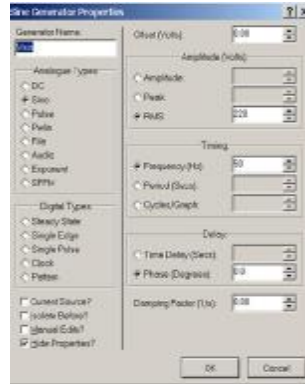 Sine Generator Properties
Generator Name:
Offset (Volts)
0.00
Analogue Types
DC
Sine
Pulse
Pwlin
File
Audio
Exponent
SFFM
Digital Types
Steady State
Single Edge
Single Pulse
Clock
Pattern
Current Source?
Isolate Before?
Manual Edits?
Hide Properties?
Amplitude (Volts)
Amplitude:
Peak:
RMS:
220
Timing
Frequency (Hz):
50
Period (Secs):
Cycles/Graph:
Delay
Time Delay (Secs):
Phase (Degrees):
0.0
Damping Factor (1/s):
0.00
OK
Cancel